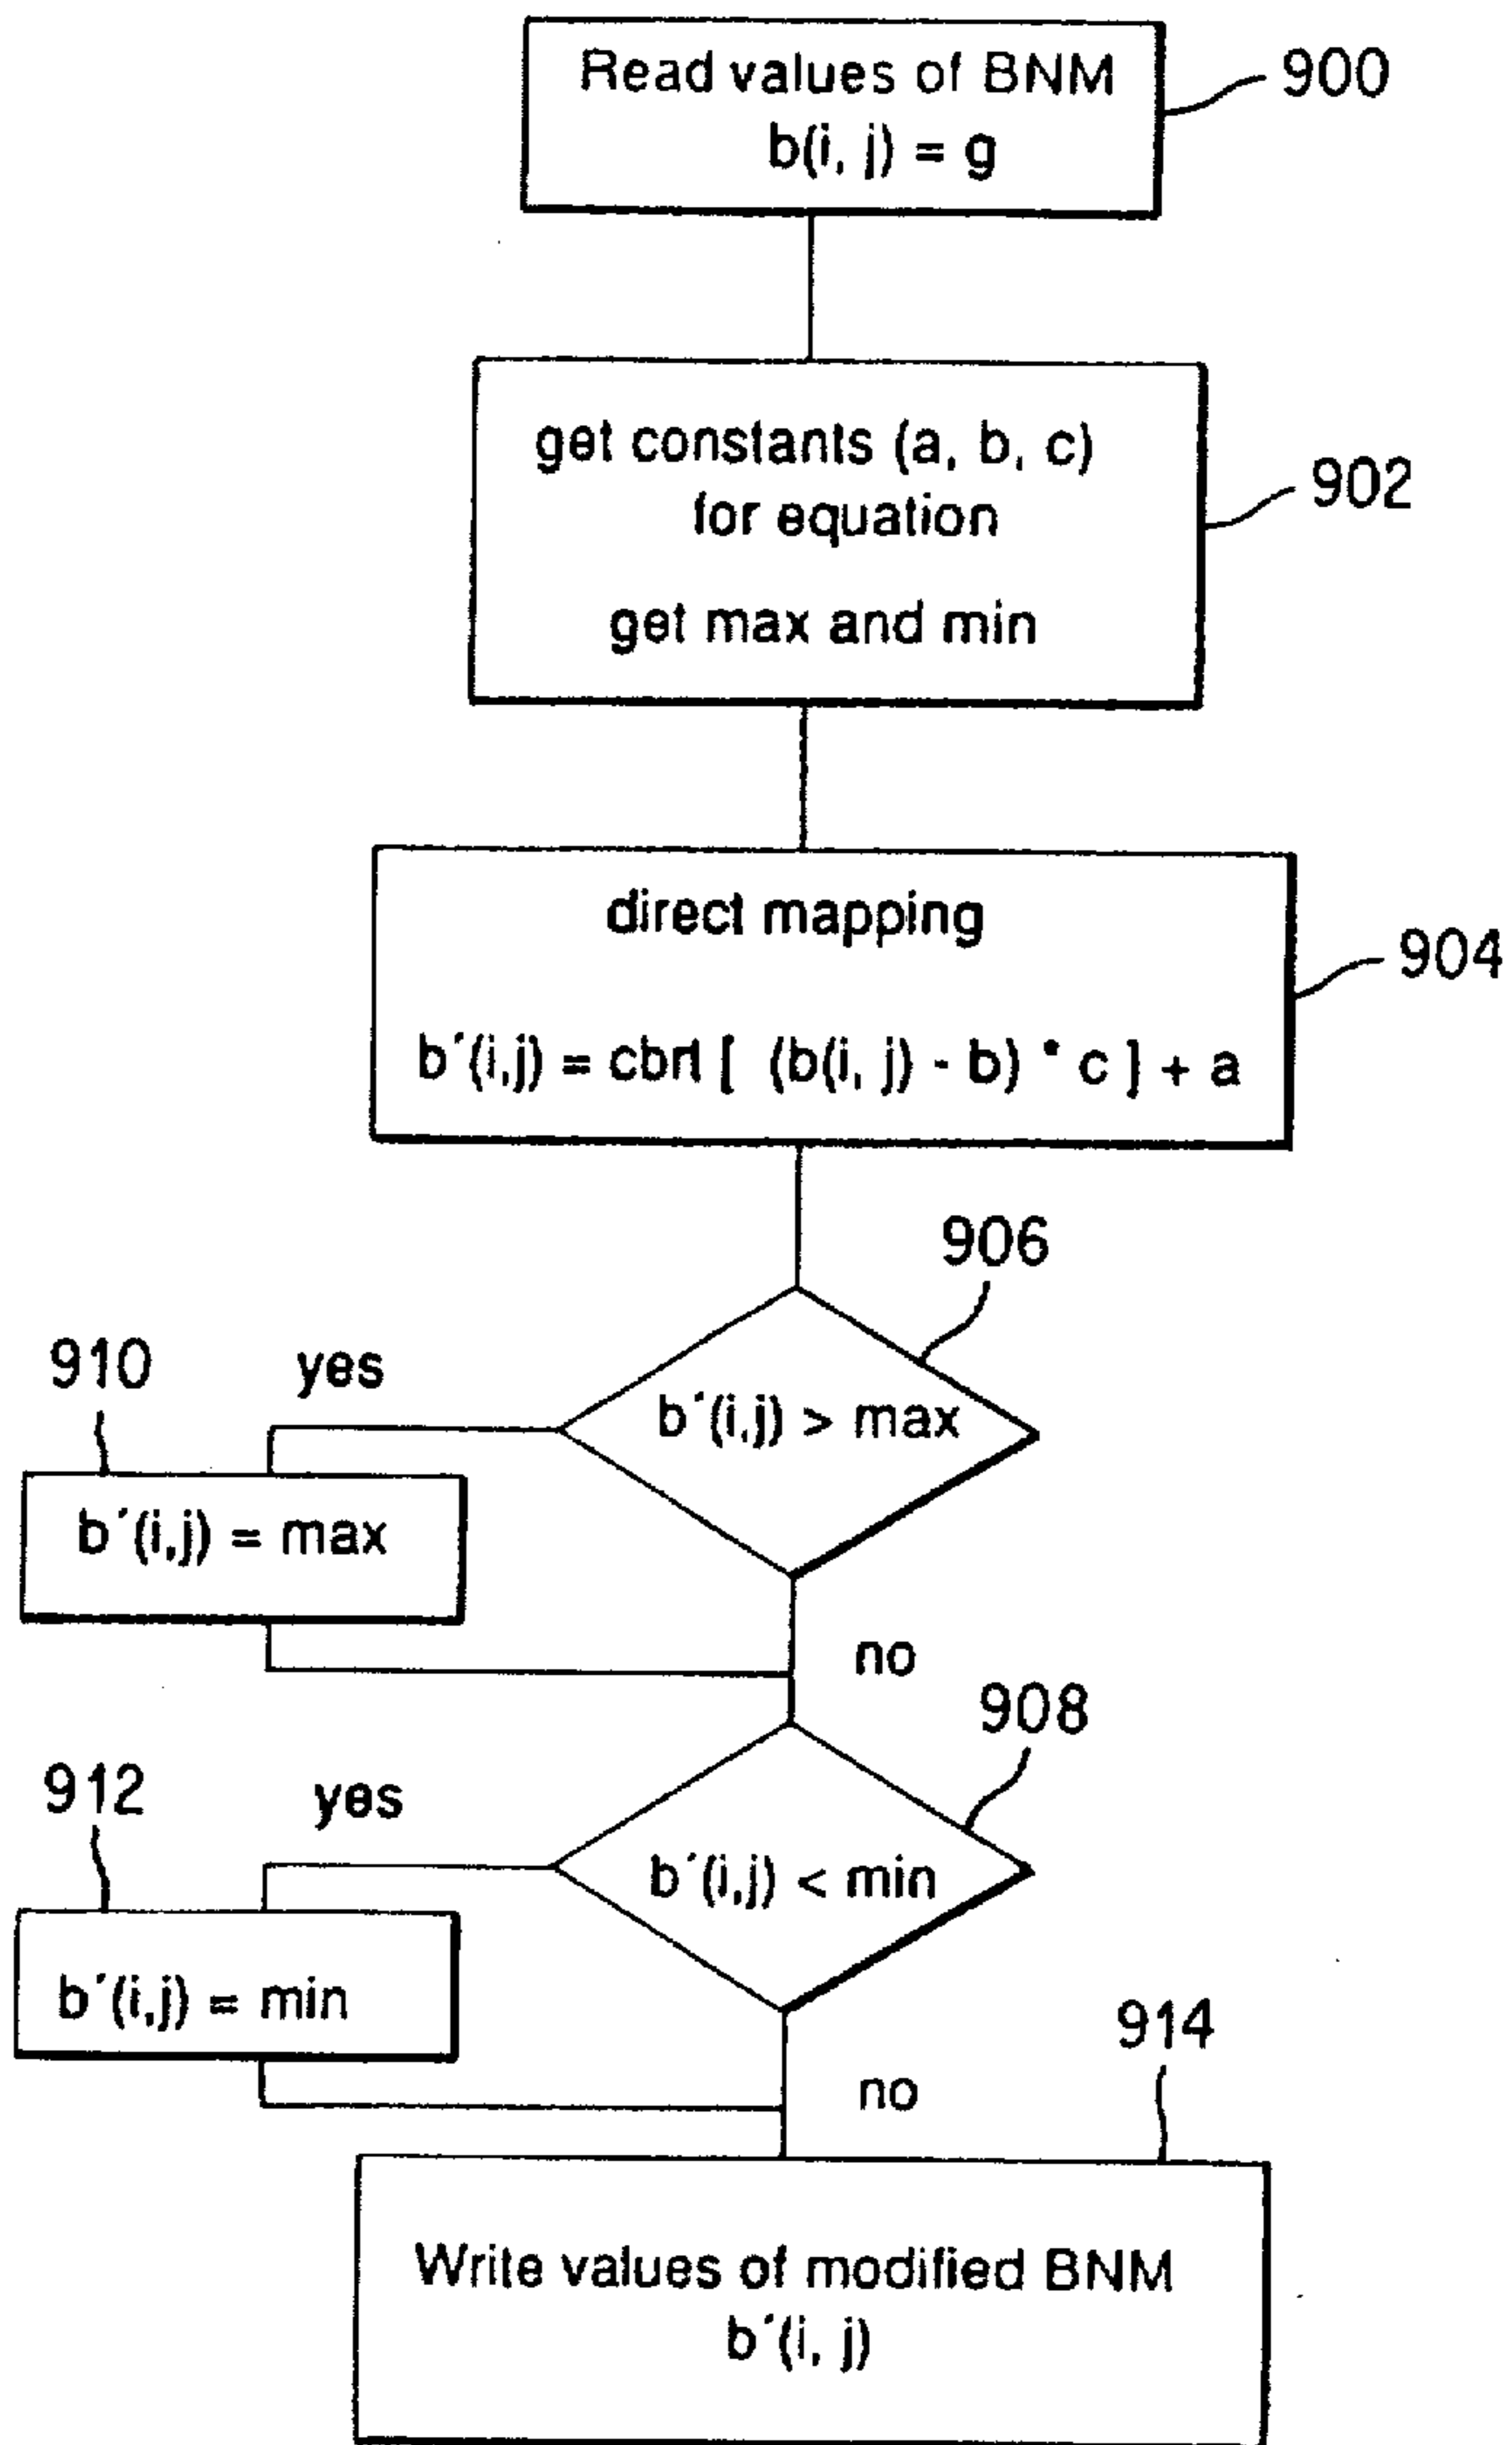 Read values of BNM
b(i, j) = g
900
get constants (a, b, c)
for equation
get max and min
902
direct mapping
b´(i,j) = cbrt [ (b(i, j) - b) * c ] + a
904
906
b´(i,j) > max
yes
910
b´(i,j) = max
no
908
b´(i,j) < min
yes
912
b´(i,j) = min
no
914
Write values of modified BNM
b´(i, j)